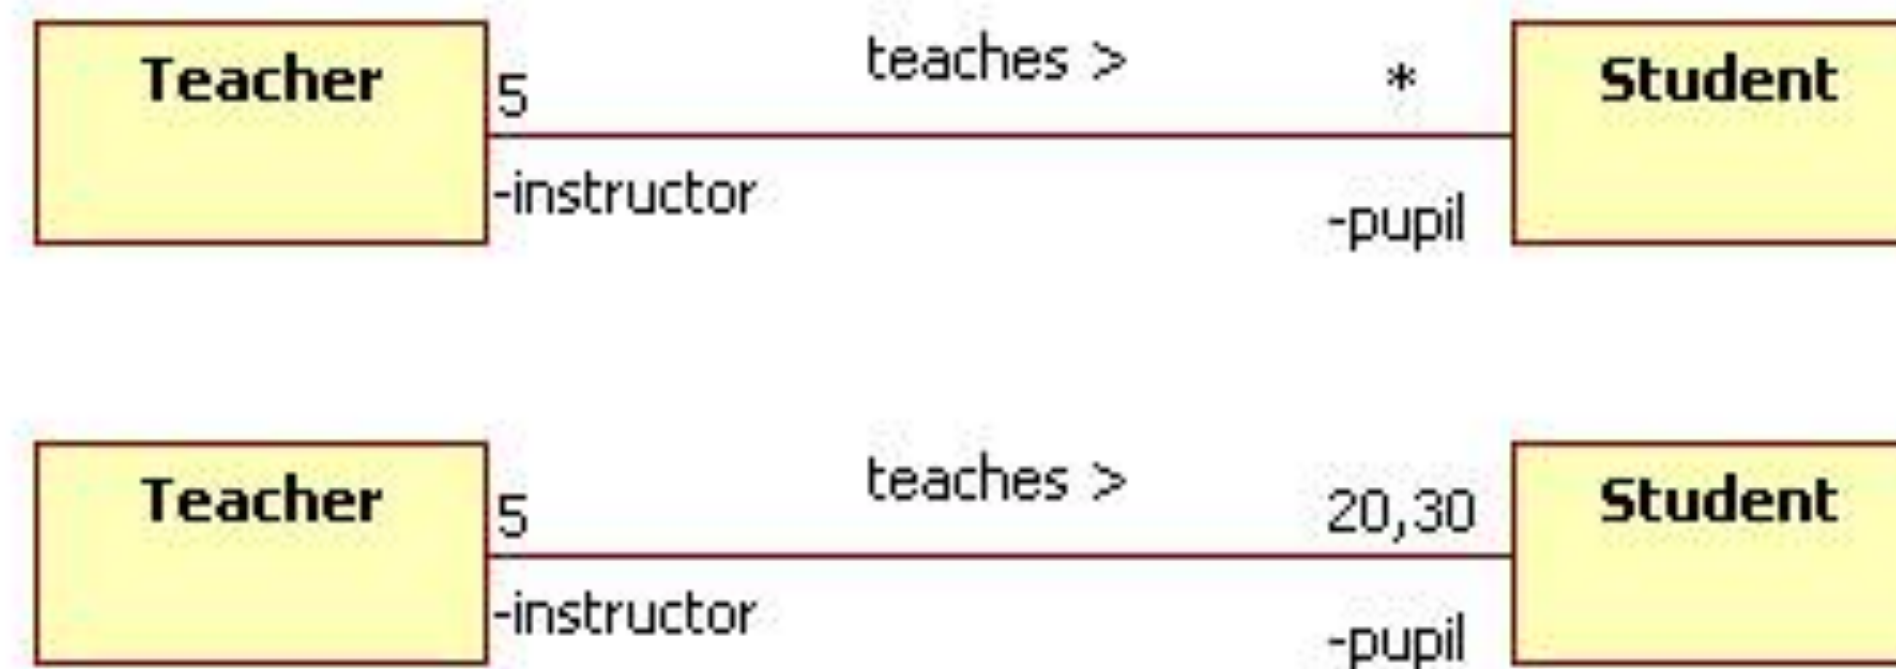 Teacher
5
teaches >
*
Student
-instructor
-pupil
Teacher
5
teaches >
20,30
Student
-instructor
-pupil